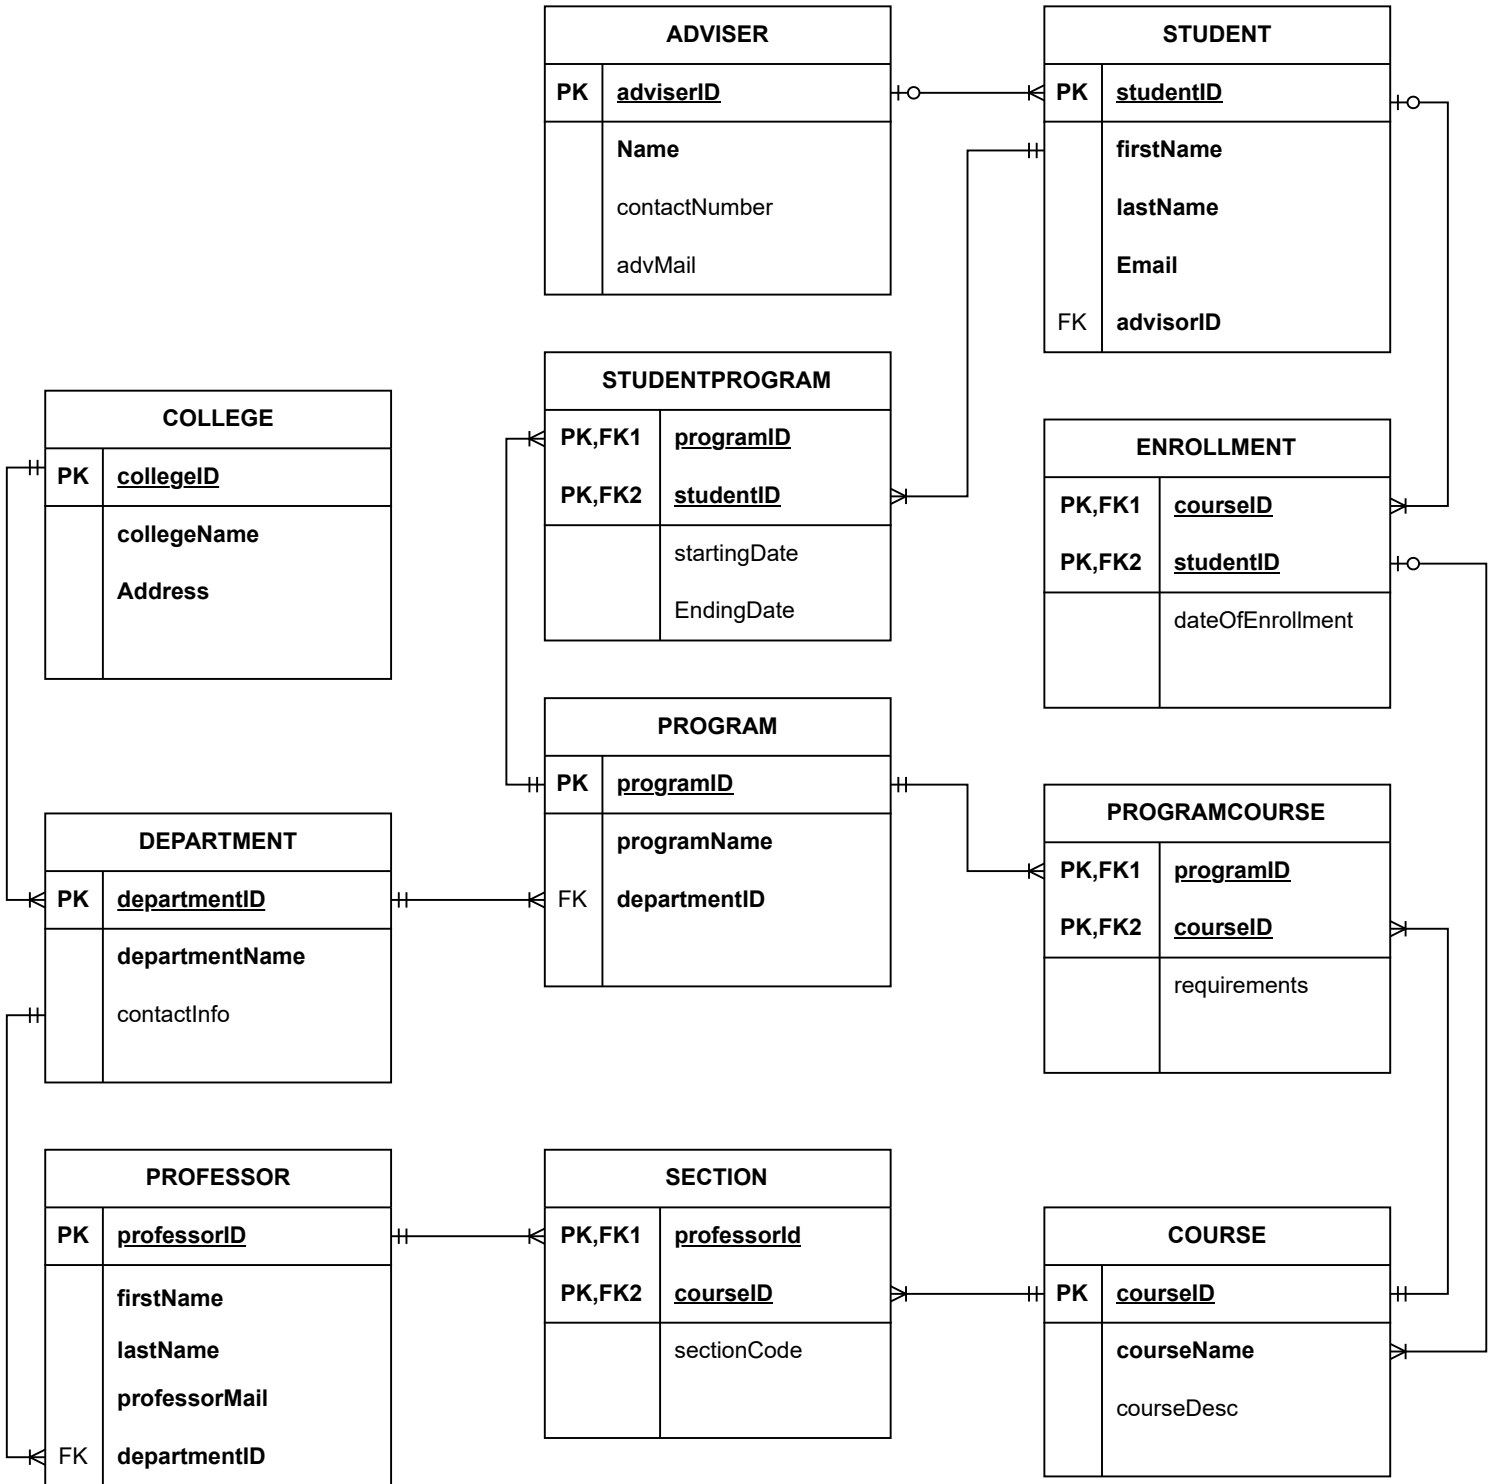 ADVISER
PK adviserID
Name
contactNumber
advMail
STUDENT
PK studentID
firstName
lastName
Email
FK advisorID
STUDENTPROGRAM
PK,FK1 programID
PK,FK2 studentID
startingDate
EndingDate
COLLEGE
PK collegeID
collegeName
Address
ENROLLMENT
PK,FK1 courseID
PK,FK2 studentID
dateOfEnrollment
PROGRAM
PK programID
programName
FK departmentID
PROGRAMCOURSE
PK,FK1 programID
PK,FK2 courseID
requirements
DEPARTMENT
PK departmentID
departmentName
contactInfo
PROFESSOR
PK professorID
firstName
lastName
professorMail
FK departmentID
SECTION
PK,FK1 professorId
PK,FK2 courseID
sectionCode
COURSE
PK courseID
courseName
courseDesc